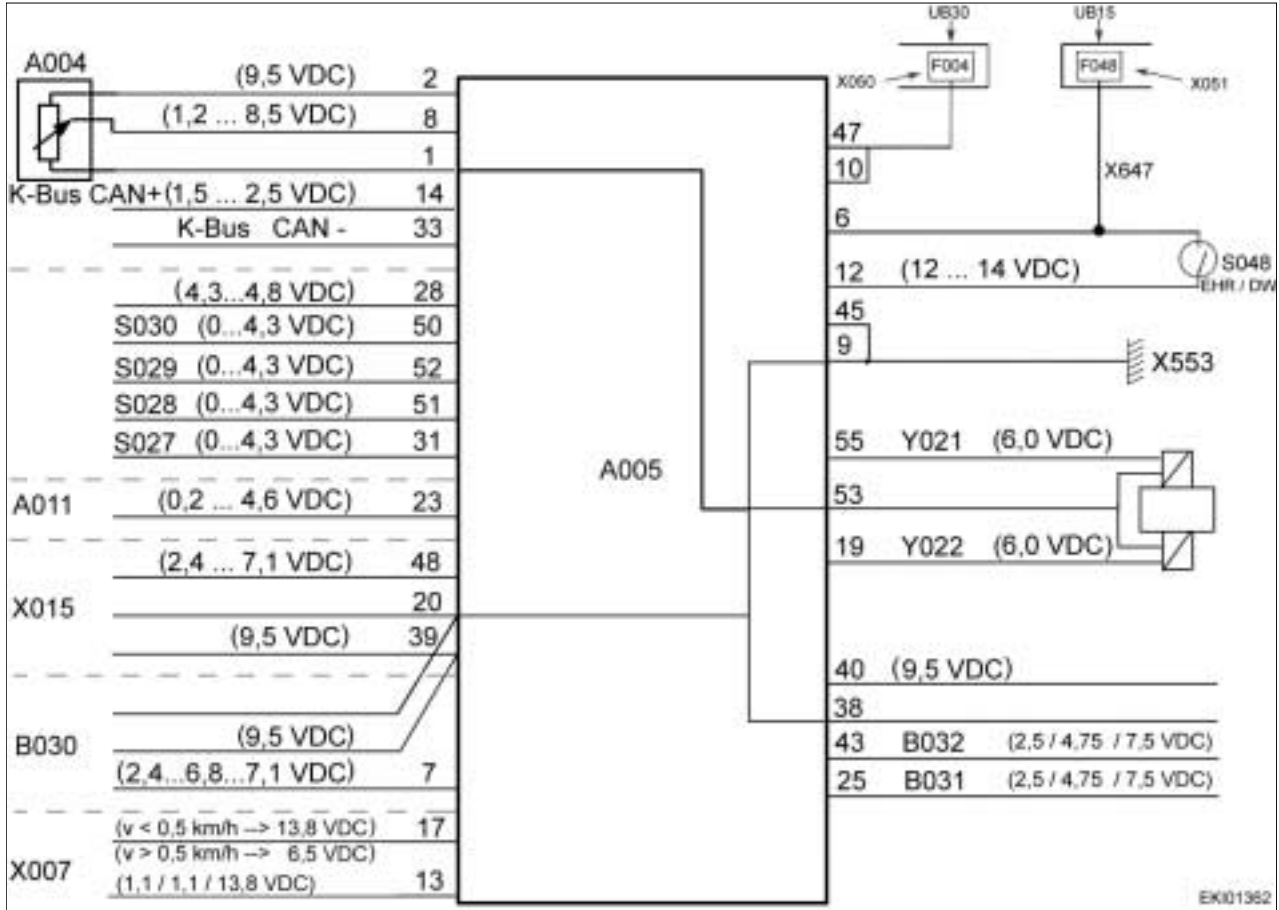 UB30 UB15
A004 (9,5 VDC) 2
F004 F048
X060 X051
(1,2 ... 8,5 VDC) 8
47
1
10 X647
K-Bus CAN+(1,5 ... 2,5 VDC) 14
K-Bus CAN - 33
6
12 (12 ... 14 VDC) S048
EHR / DW
(4,3...4,8 VDC) 28
45
S030 (0...4,3 VDC) 50
9 X553
S029 (0...4,3 VDC) 52
S028 (0...4,3 VDC) 51
S027 (0...4,3 VDC) 31
55 Y021 (6,0 VDC)
A005
A011 (0,2 ... 4,6 VDC) 23
53
19 Y022 (6,0 VDC)
(2,4 ... 7,1 VDC) 48
X015 20
(9,5 VDC) 39
40 (9,5 VDC)
38
B030 (9,5 VDC)
43 B032 (2,5 / 4,75 / 7,5 VDC)
(2,4...6,8...7,1 VDC) 7
25 B031 (2,5 / 4,75 / 7,5 VDC)
(v < 0,5 km/h --> 13,8 VDC) 17
(v > 0,5 km/h --> 6,5 VDC)
X007
(1,1 / 1,1 / 13,8 VDC) 13
EKI01362